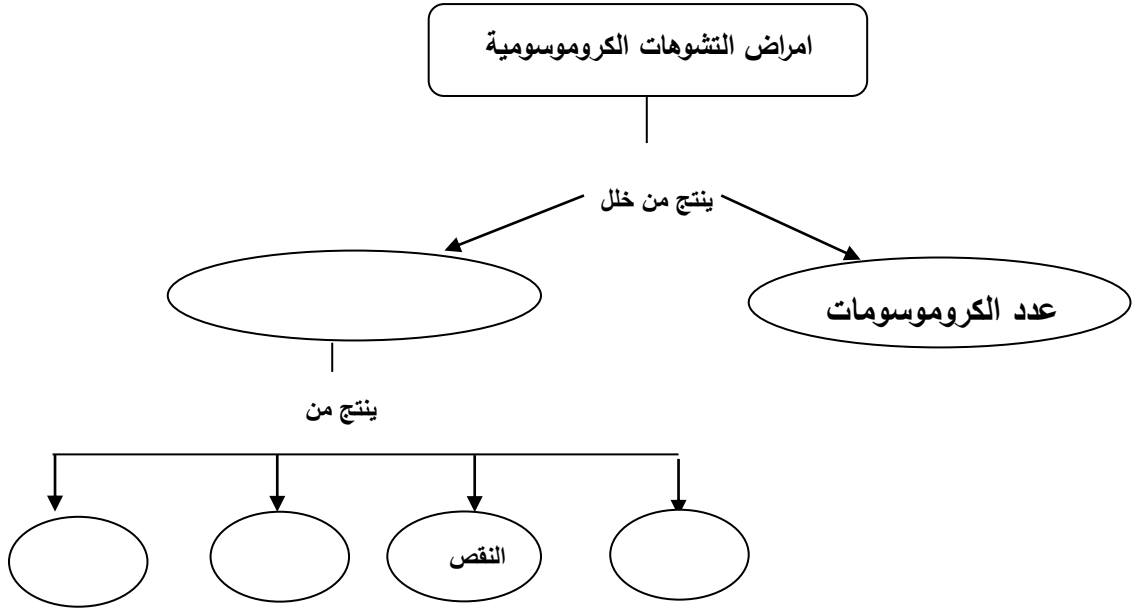 امراض التشوهات الكروموسومية
ينتج من خلل
عدد الكروموسومات
ينتج من
النقص